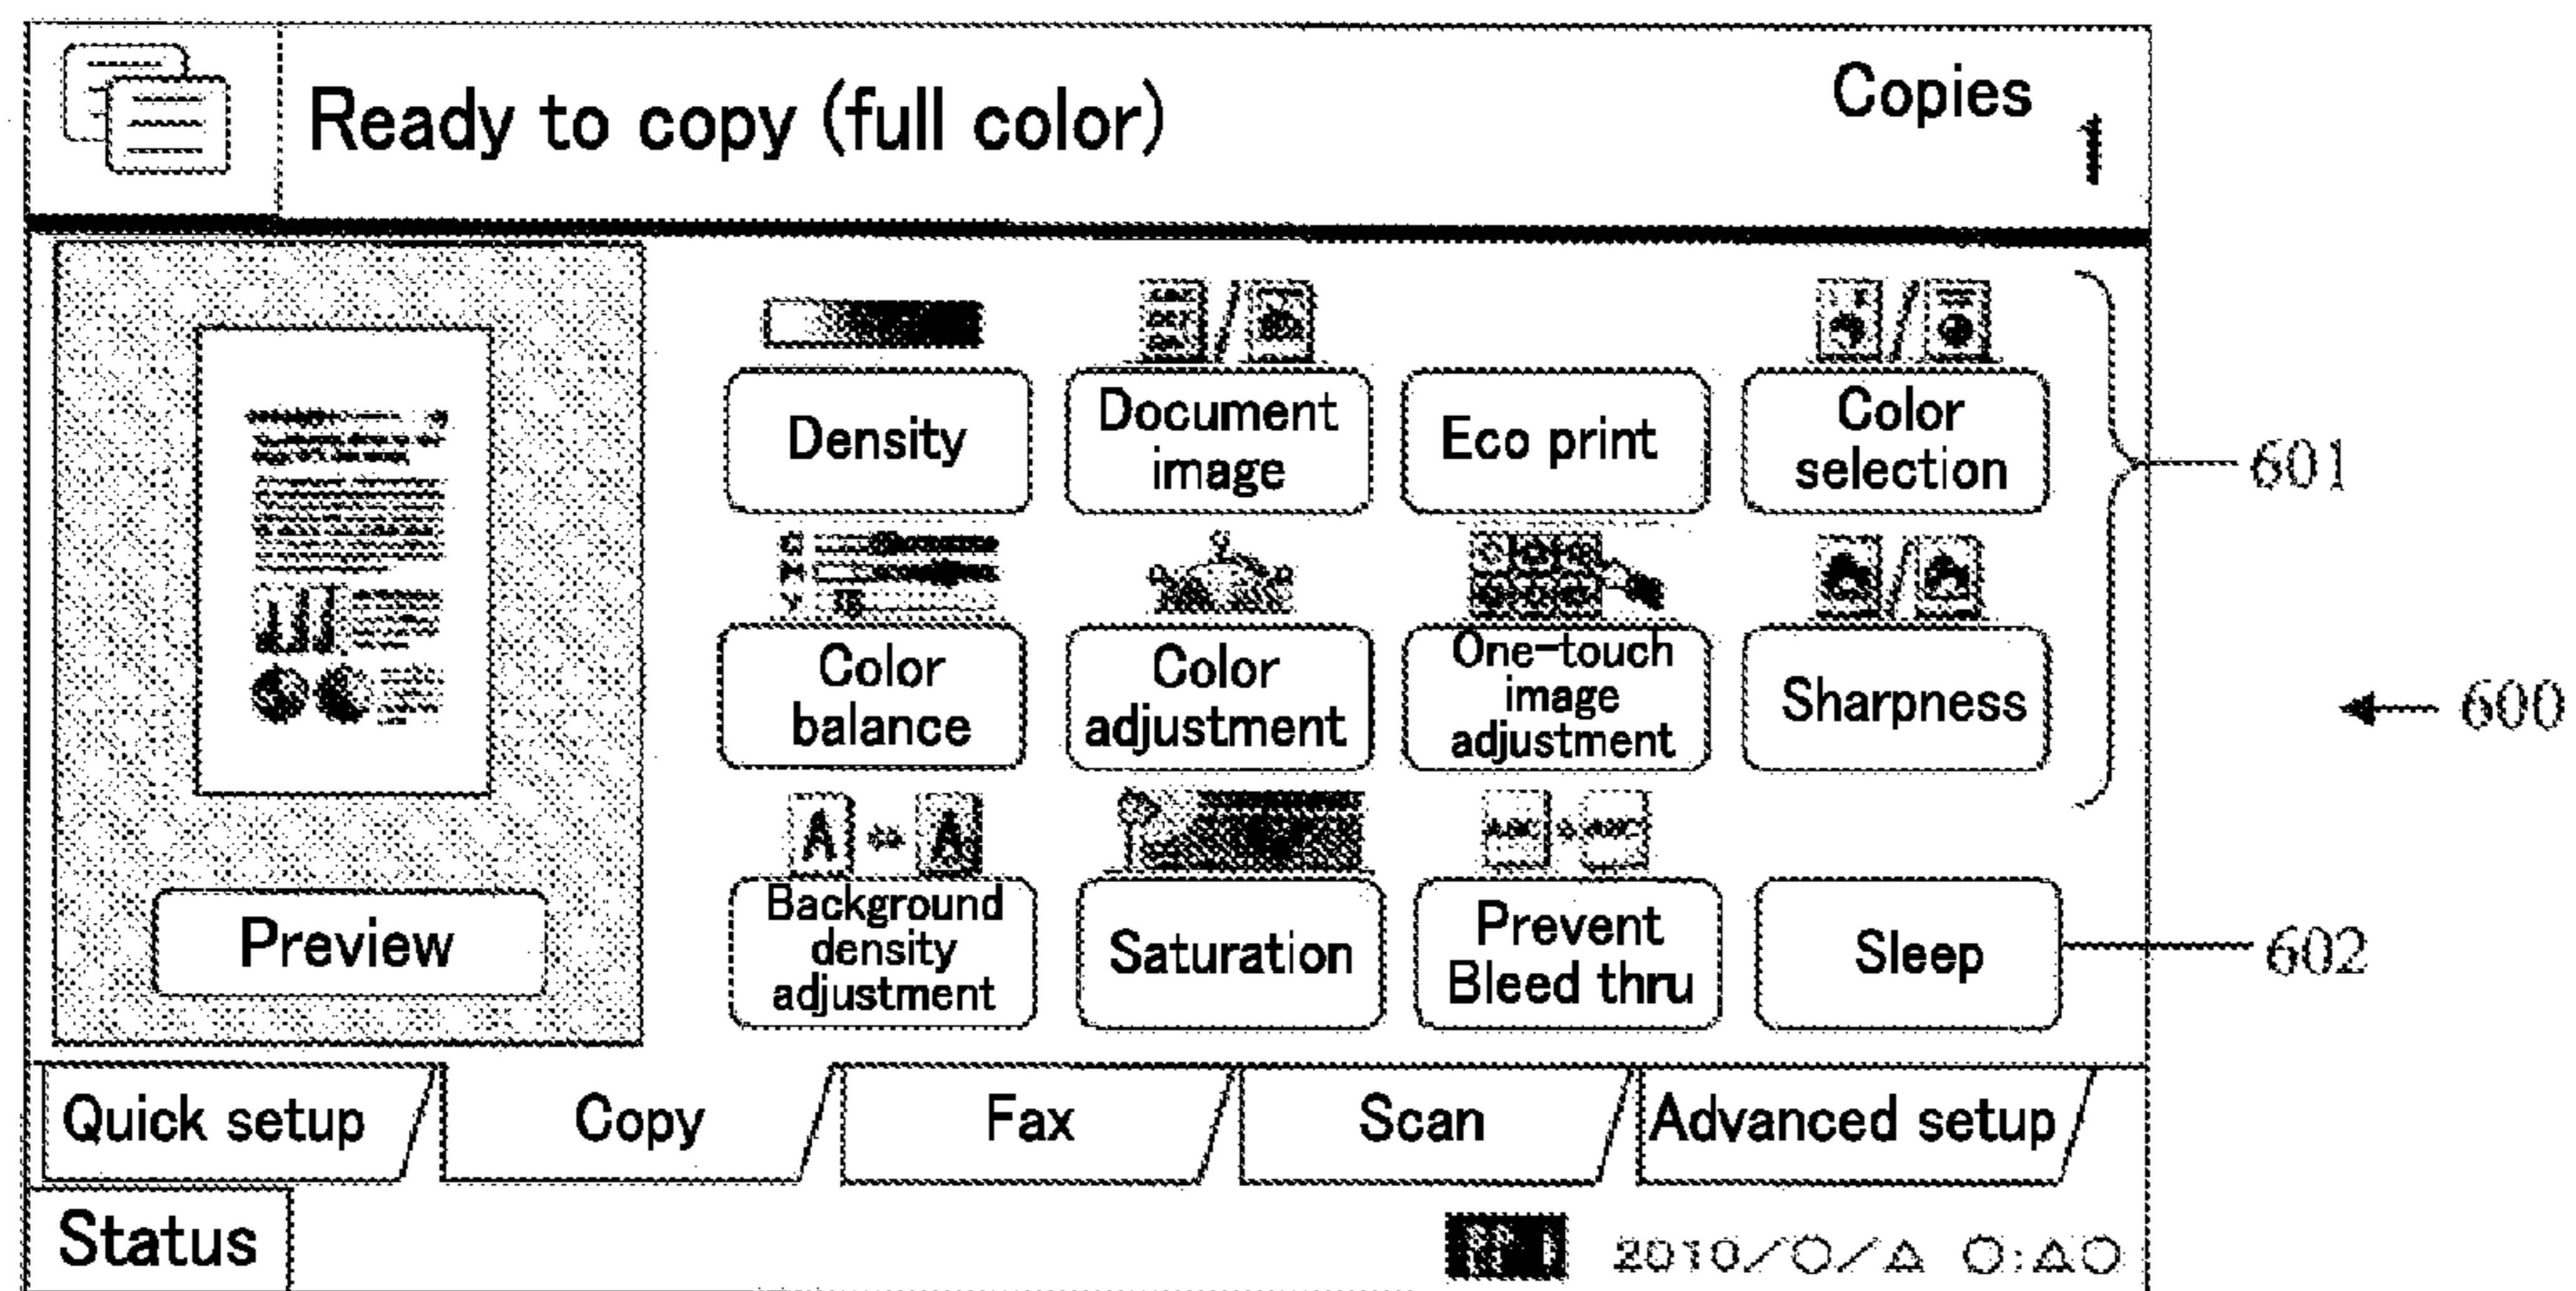 Ready to copy (full color)
Copies
1
Density
Document
image
Eco print
Color
selection
601
Color
balance
Color
adjustment
One-touch
image
adjustment
Sharpness
600
Background
density
adjustment
Saturation
Prevent
Bleed thru
Sleep
602
Preview
Quick setup
Copy
Fax
Scan
Advanced setup
Status
2010/○/△ ○:△○